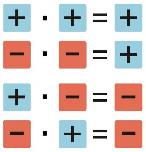 + · + = +
− · − = +
+ · − = −
− · + = −